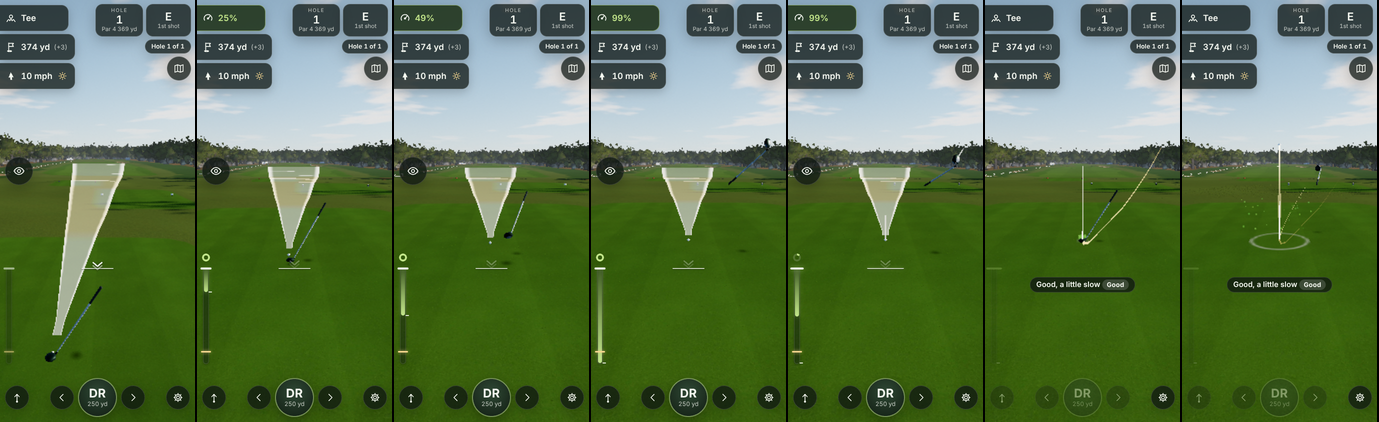 Tee
HOLE
1
Par 4 369 yd
E
1st shot
374 yd (+3)
Hole 1 of 1
10 mph
DR
250 yd
25%
HOLE
1
Par 4 369 yd
E
1st shot
374 yd (+3)
Hole 1 of 1
10 mph
DR
250 yd
49%
HOLE
1
Par 4 369 yd
E
1st shot
374 yd (+3)
Hole 1 of 1
10 mph
DR
250 yd
99%
HOLE
1
Par 4 369 yd
E
1st shot
374 yd (+3)
Hole 1 of 1
10 mph
DR
250 yd
99%
HOLE
1
Par 4 369 yd
E
1st shot
374 yd (+3)
Hole 1 of 1
10 mph
DR
250 yd
Tee
HOLE
1
Par 4 369 yd
E
1st shot
374 yd (+3)
Hole 1 of 1
10 mph
Good, a little slow Good
DR
250 yd
Tee
HOLE
1
Par 4 369 yd
E
1st shot
374 yd (+3)
Hole 1 of 1
10 mph
Good, a little slow Good
DR
250 yd